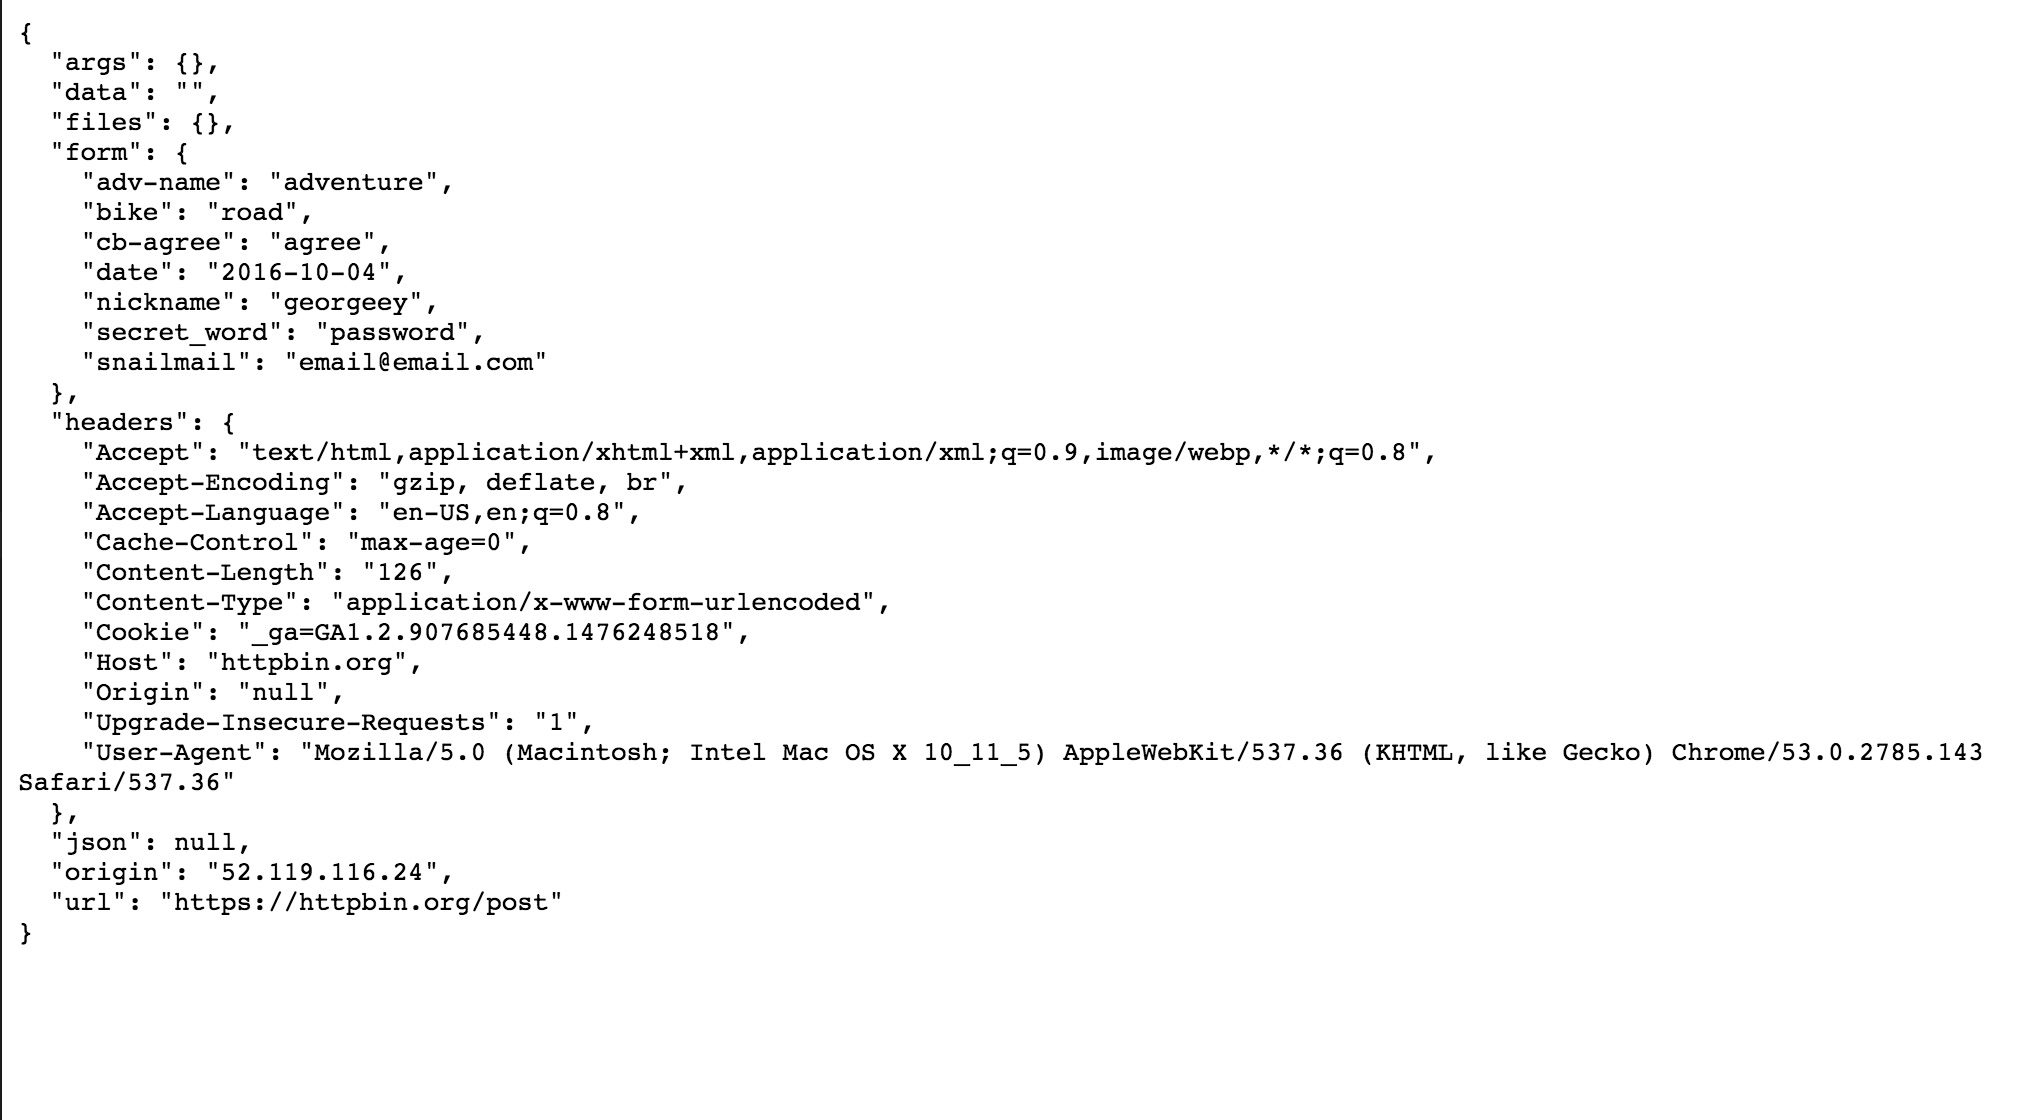 {
  "args": {},
  "data": "",
  "files": {},
  "form": {
    "adv-name": "adventure",
    "bike": "road",
    "cb-agree": "agree",
    "date": "2016-10-04",
    "nickname": "georgeey",
    "secret_word": "password",
    "snailmail": "email@email.com"
  },
  "headers": {
    "Accept": "text/html,application/xhtml+xml,application/xml;q=0.9,image/webp,*/*;q=0.8",
    "Accept-Encoding": "gzip, deflate, br",
    "Accept-Language": "en-US,en;q=0.8",
    "Cache-Control": "max-age=0",
    "Content-Length": "126",
    "Content-Type": "application/x-www-form-urlencoded",
    "Cookie": "_ga=GA1.2.907685448.1476248518",
    "Host": "httpbin.org",
    "Origin": "null",
    "Upgrade-Insecure-Requests": "1",
    "User-Agent": "Mozilla/5.0 (Macintosh; Intel Mac OS X 10_11_5) AppleWebKit/537.36 (KHTML, like Gecko) Chrome/53.0.2785.143
Safari/537.36"
  },
  "json": null,
  "origin": "52.119.116.24",
  "url": "https://httpbin.org/post"
}